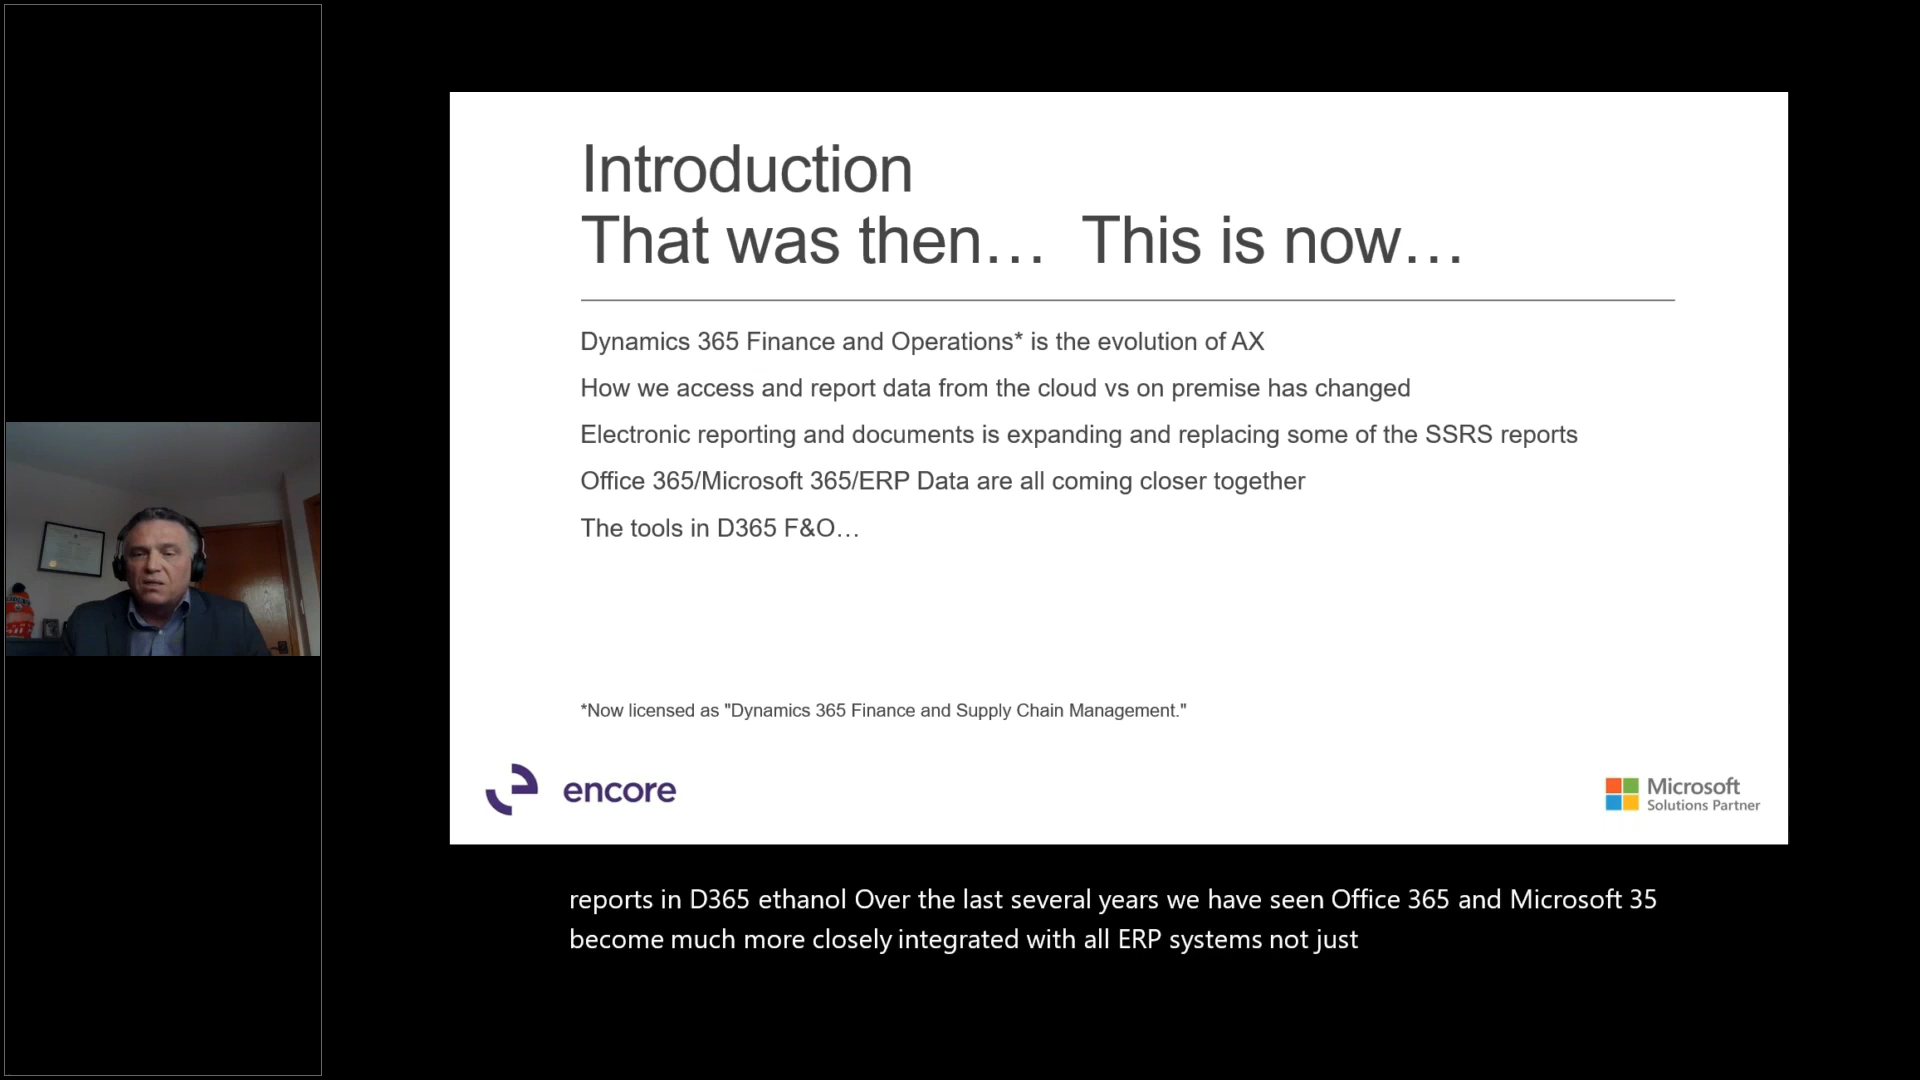 Introduction
That was then… This is now…
Dynamics 365 Finance and Operations* is the evolution of AX
How we access and report data from the cloud vs on premise has changed
Electronic reporting and documents is expanding and replacing some of the SSRS reports
Office 365/Microsoft 365/ERP Data are all coming closer together
The tools in D365 F&O…
*Now licensed as "Dynamics 365 Finance and Supply Chain Management."
encore
Microsoft
Solutions Partner
reports in D365 ethanol Over the last several years we have seen Office 365 and Microsoft 35
become much more closely integrated with all ERP systems not just